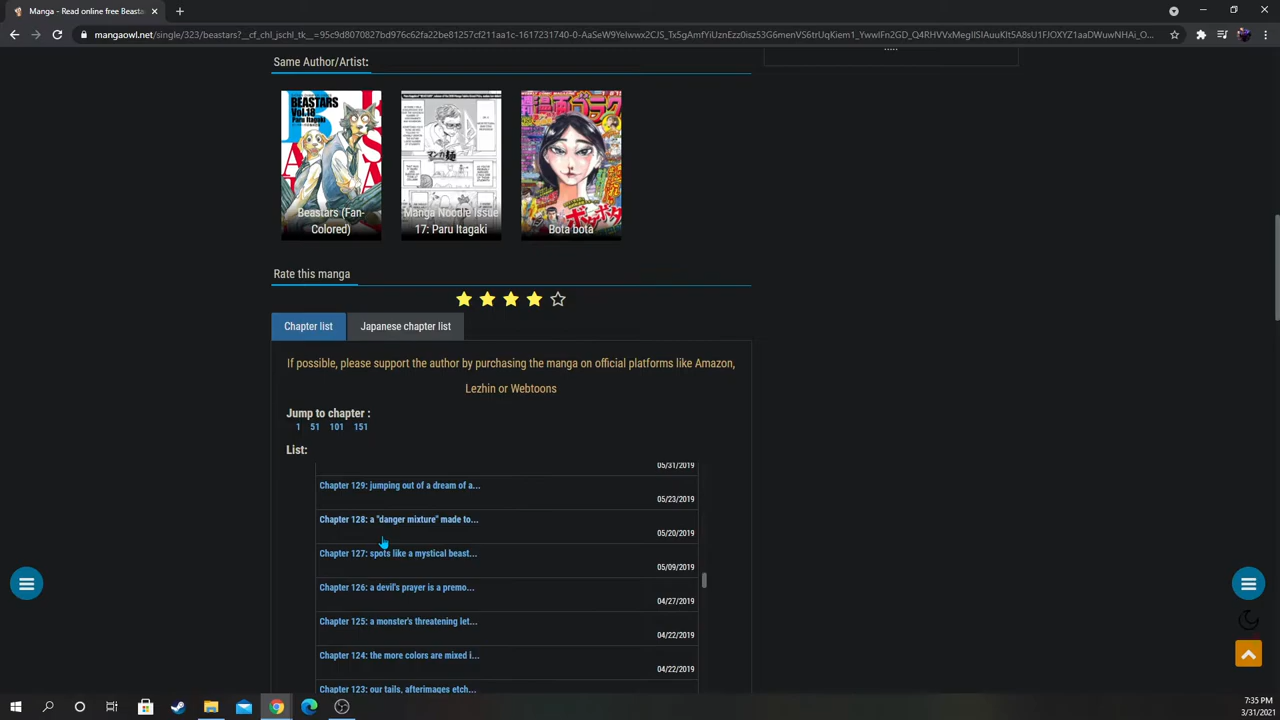 Manga - Read online free Beast
mangaowl.net/single/323/beastars?__cf_chl_jschl_tk__=95c9d8070827bd976c62fa22be81257cf211aa1c-1617231740-0-
Same Author/Artist:
BEASTARS
Vol.18
Paru Itagaki
Beastars (Fan-
Colored)
Manga Noodle Issue
17: Paru Itagaki
Bota bota
Rate this manga
Chapter list
Japanese chapter list
If possible, please support the author by purchasing the manga on official platforms like Amazon,
Lezhin or Webtoons
Jump to chapter :
1 51 101 151
List:
05/31/2019
Chapter 129: jumping out of a dream of a...
05/23/2019
Chapter 128: a "danger mixture" made to...
05/20/2019
Chapter 127: spots like a mystical beast...
05/09/2019
Chapter 126: a devil's prayer is a premo...
04/27/2019
Chapter 125: a monster's threatening let...
04/22/2019
Chapter 124: the more colors are mixed i...
04/22/2019
Chapter 123: our tails, afterimages etch...
7:35 PM
3/31/2021